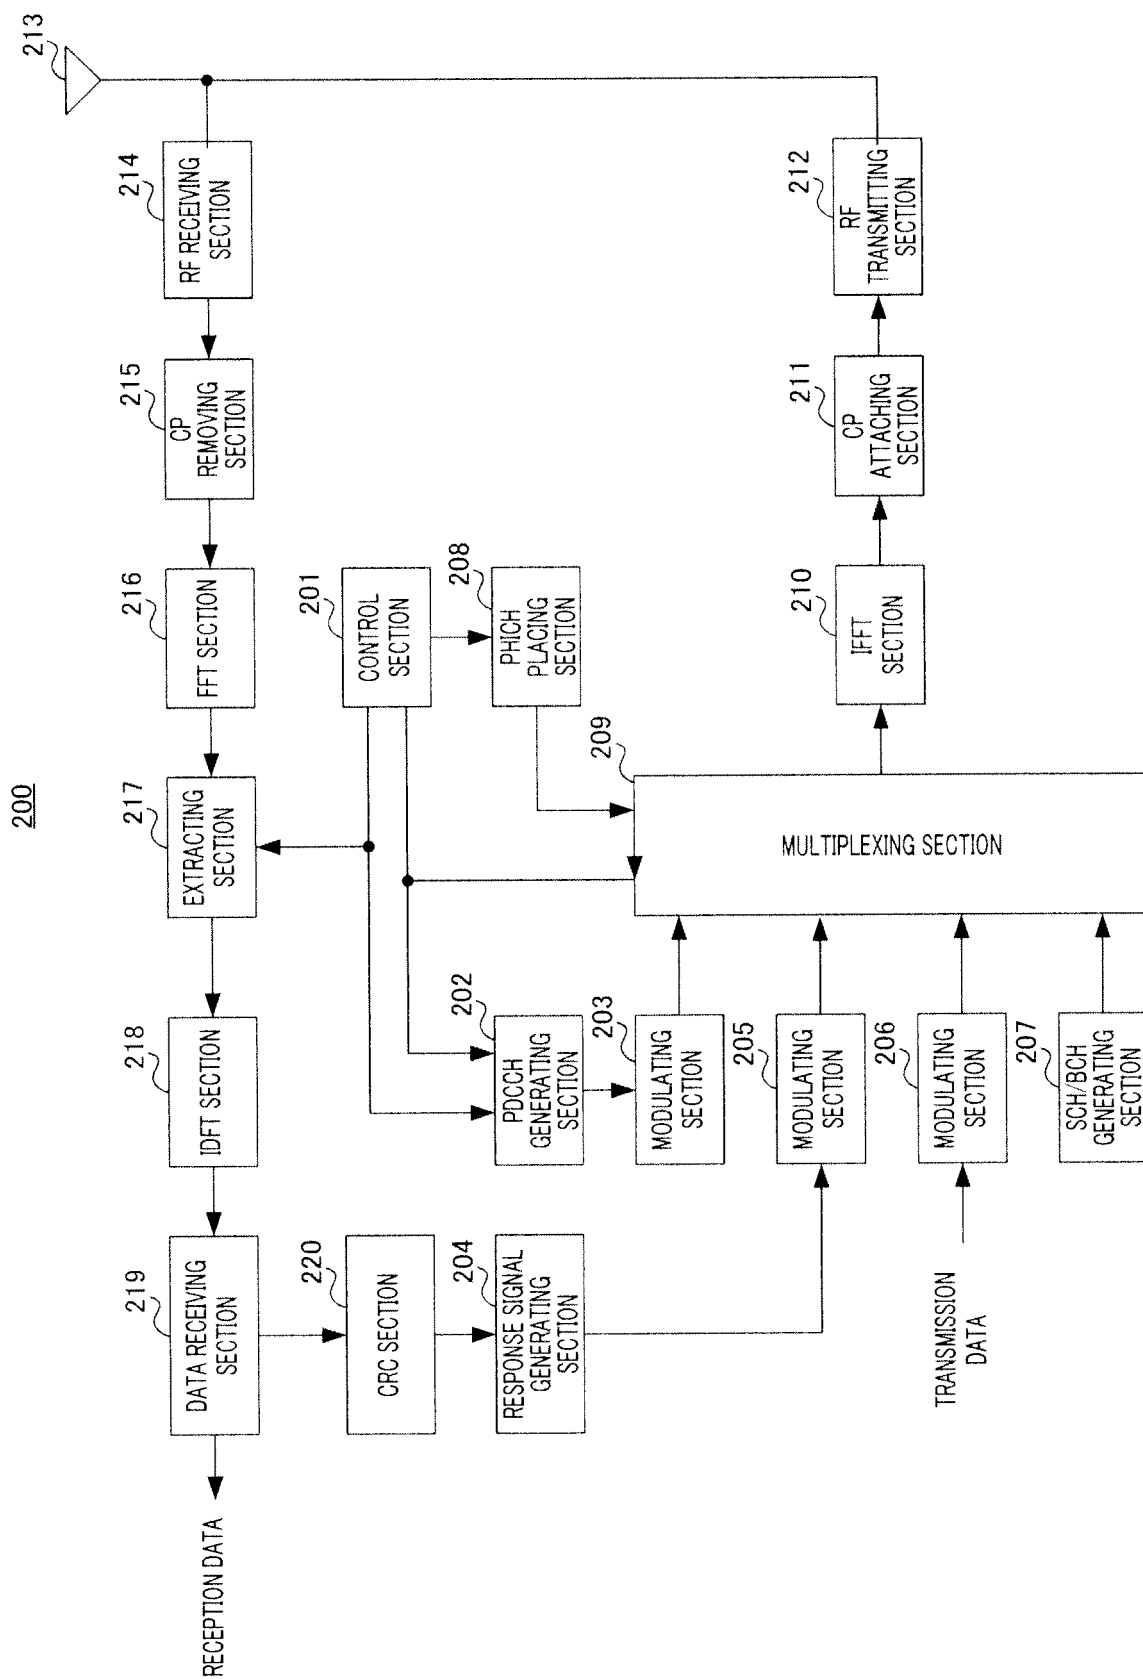 200
RECEPTION DATA
219
DATA RECEIVING
SECTION
218
IDFT SECTION
217
EXTRACTING
SECTION
216
FFT SECTION
215
CP
REMOVING
SECTION
214
RF RECEIVING
SECTION
213
220
CRC SECTION
201
CONTROL
SECTION
204
RESPONSE SIGNAL
GENERATING
SECTION
202
PDCCH
GENERATING
SECTION
208
PHICH
PLACING
SECTION
203
MODULATING
SECTION
209
MULTIPLEXING SECTION
205
MODULATING
SECTION
210
IFFT
SECTION
211
CP
ATTACHING
SECTION
212
RF
TRANSMITTING
SECTION
TRANSMISSION
DATA
206
MODULATING
SECTION
207
SCH/BCH
GENERATING
SECTION